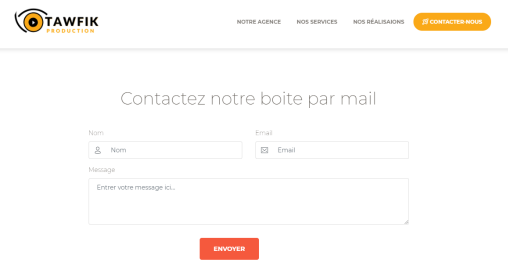 TAWFIK
PRODUCTION
NOTRE AGENCE NOS SERVICES NOS RÉALISAIONS CONTACTER-NOUS
Contactez notre boite par mail
Nom Email
Nom Email
Message
Entrer votre message ici...
ENVOYER